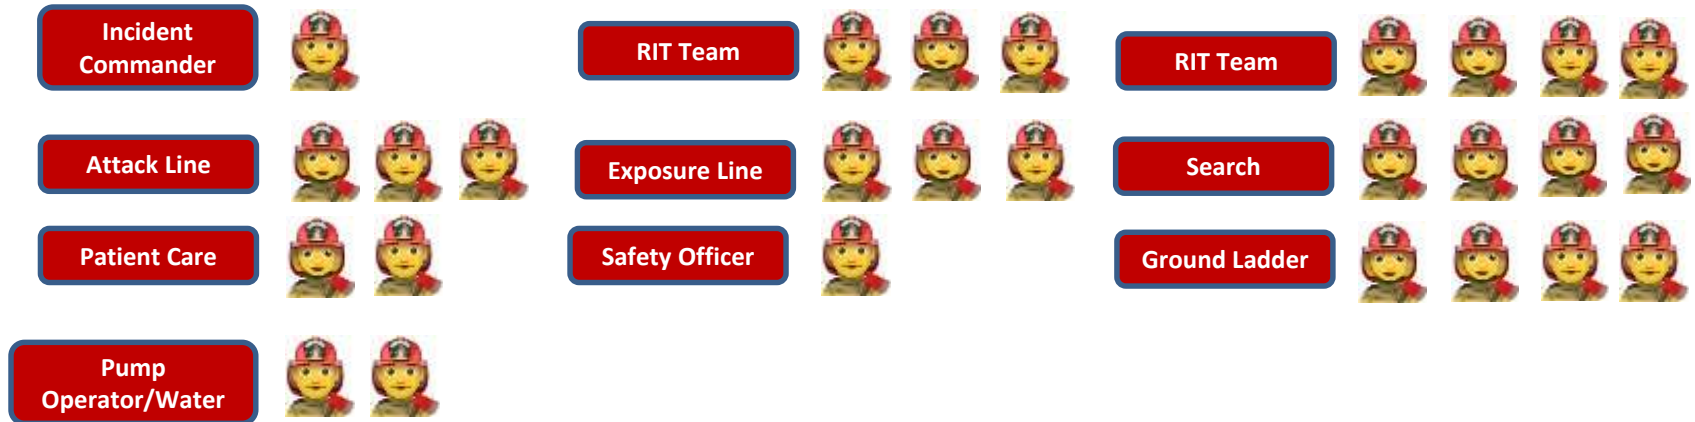 Incident
Commander
RIT Team
RIT Team
Attack Line
Exposure Line
Search
Patient Care
Safety Officer
Ground Ladder
Pump
Operator/Water